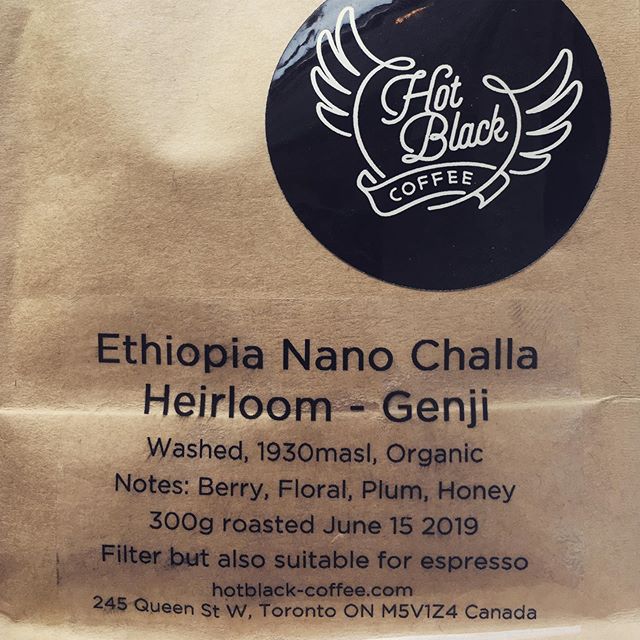 Hot
Black
COFFEE
Ethiopia Nano Challa
Heirloom - Genji
Washed, 1930masl, Organic
Notes: Berry, Floral, Plum, Honey
300g roasted June 15 2019
Filter but also suitable for espresso
hotblack-coffee.com
245 Queen St W, Toronto ON M5V1Z4 Canada